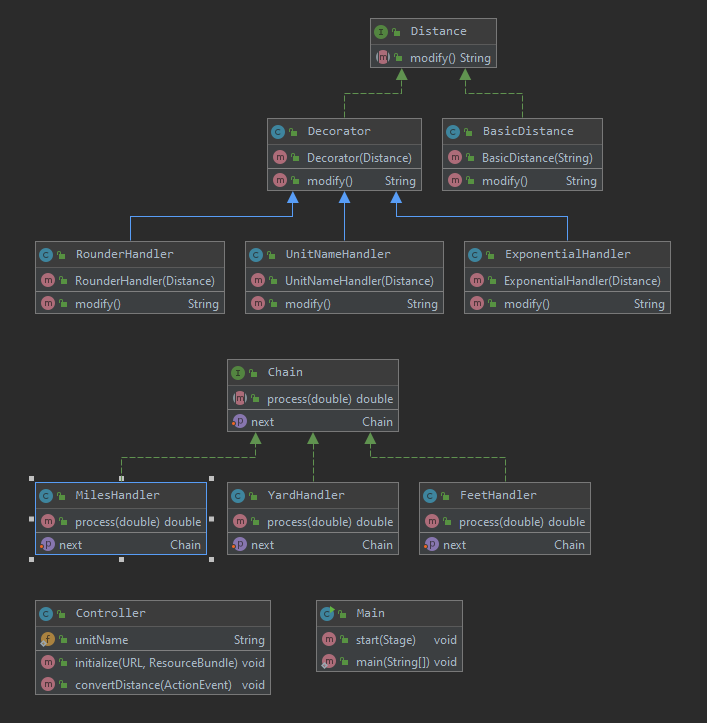 Distance
modify() String
Decorator
Decorator(Distance)
modify() String
BasicDistance
BasicDistance(String)
modify() String
RounderHandler
RounderHandler(Distance)
modify() String
UnitNameHandler
UnitNameHandler(Distance)
modify() String
ExponentialHandler
ExponentialHandler(Distance)
modify() String
Chain
process(double) double
next Chain
MilesHandler
process(double) double
next Chain
YardHandler
process(double) double
next Chain
FeetHandler
process(double) double
next Chain
Controller
unitName String
initialize(URL, ResourceBundle) void
convertDistance(ActionEvent) void
Main
start(Stage) void
main(String[]) void